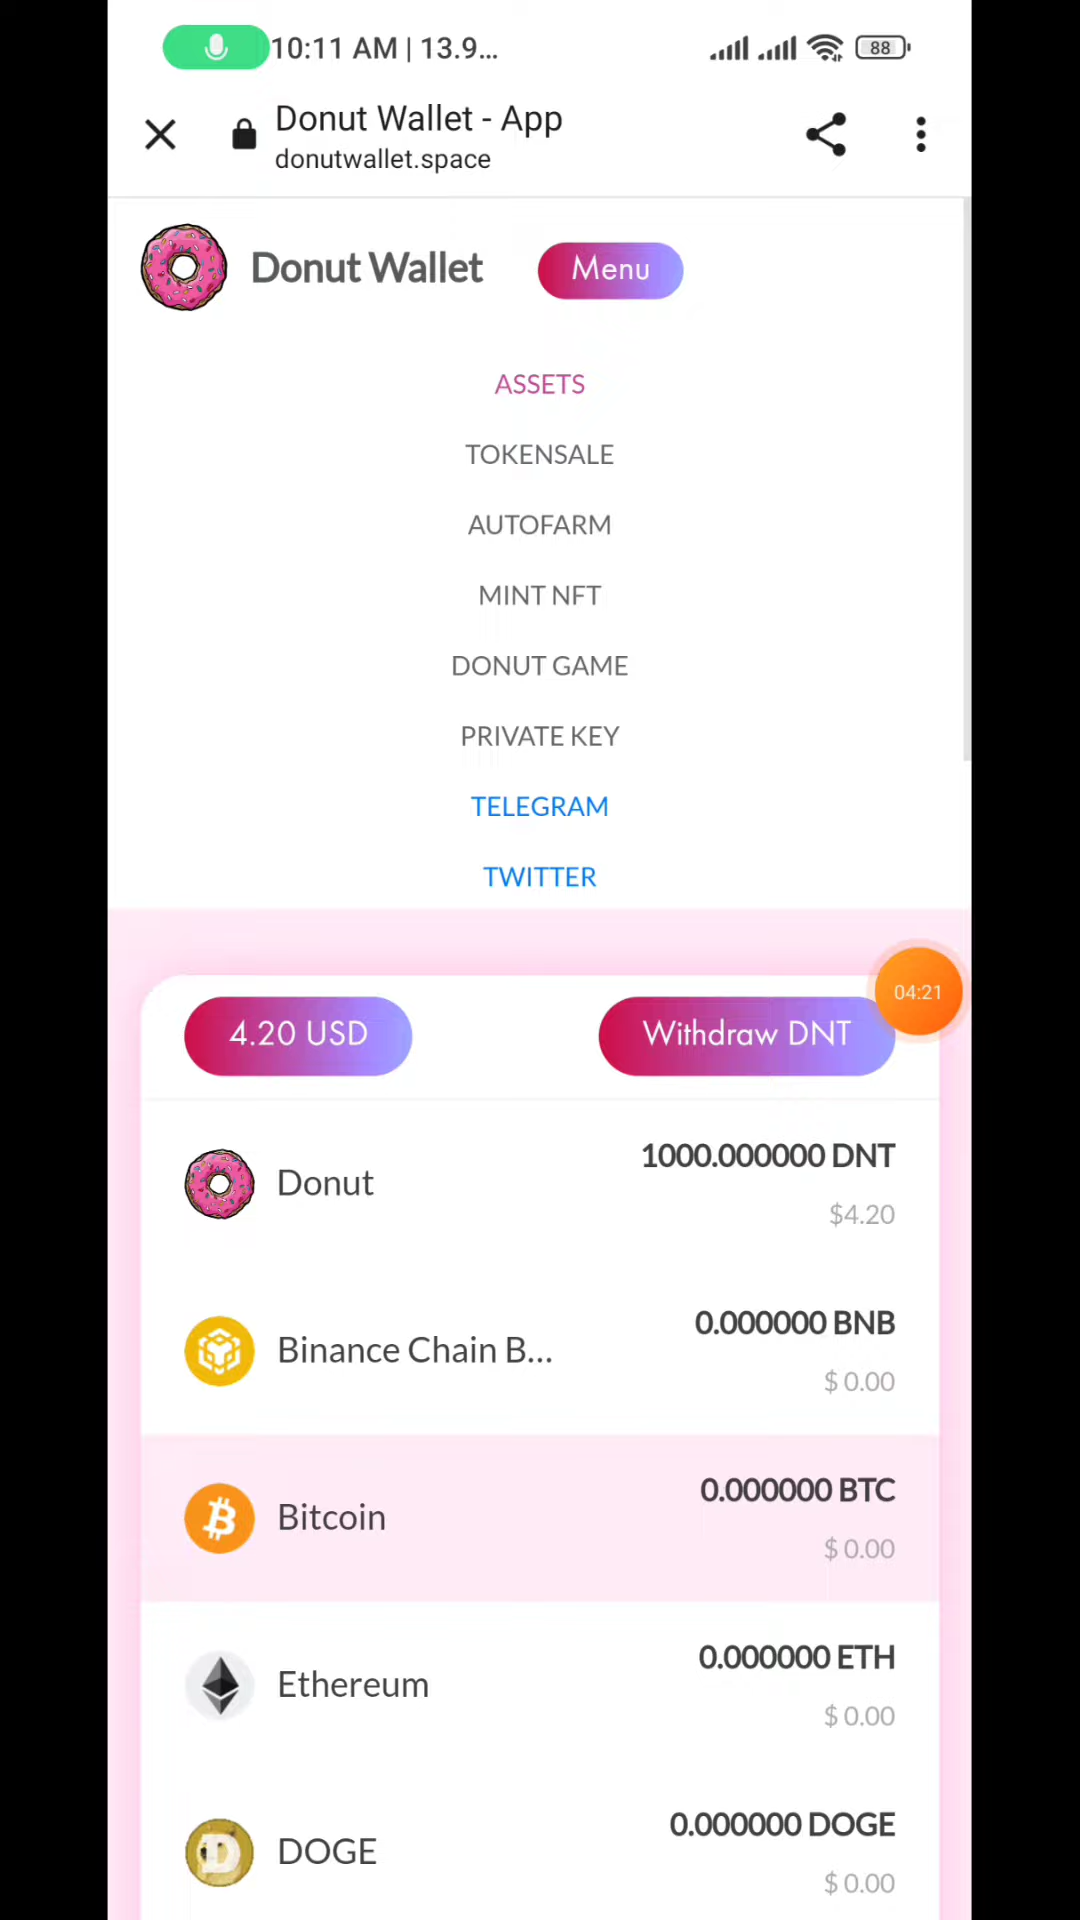 10:11 AM | 13.9...
88
Donut Wallet - App
donutwallet.space
Donut Wallet
Menu
ASSETS
TOKENSALE
AUTOFARM
MINT NFT
DONUT GAME
PRIVATE KEY
TELEGRAM
TWITTER
04:21
4.20 USD
Withdraw DNT
Donut
1000.000000 DNT
$4.20
Binance Chain B...
0.000000 BNB
$ 0.00
Bitcoin
0.000000 BTC
$ 0.00
Ethereum
0.000000 ETH
$ 0.00
DOGE
0.000000 DOGE
$ 0.00